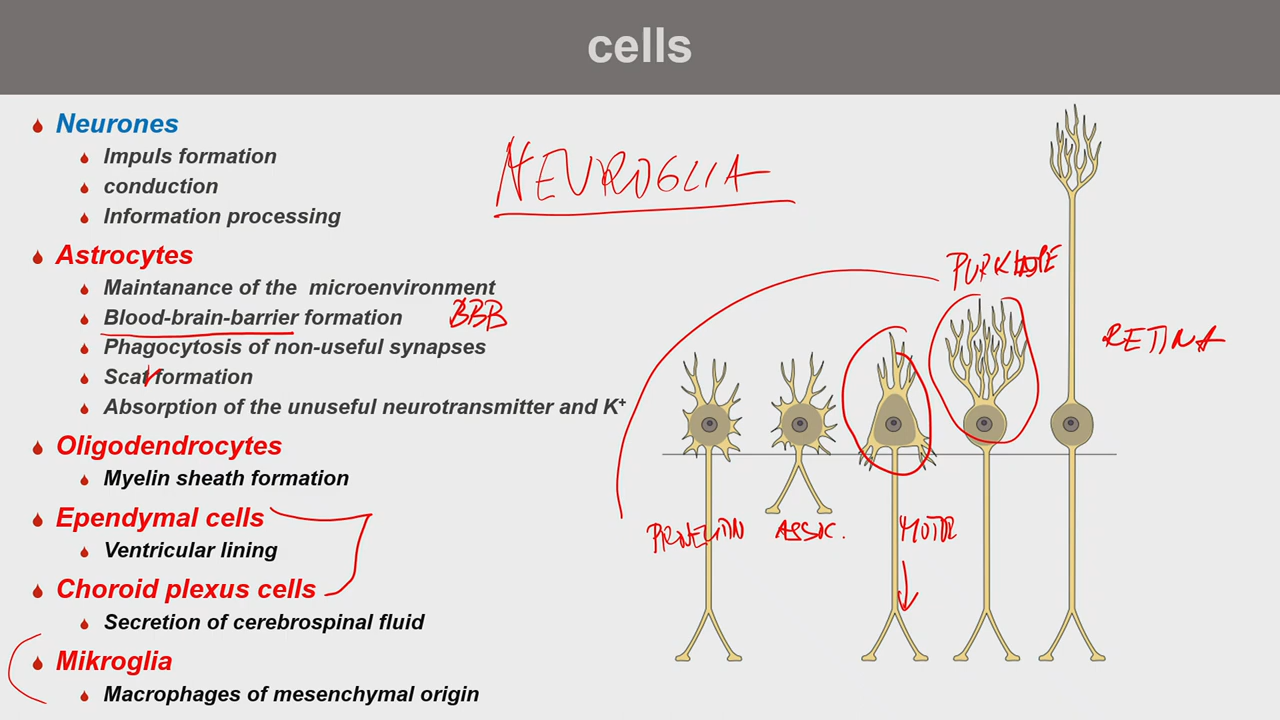 cells
Neurones
Impuls formation
conduction
Information processing
Astrocytes
Maintanance of the microenvironment
Blood-brain-barrier formation
Phagocytosis of non-useful synapses
Scar formation
Absorption of the unuseful neurotransmitter and K+
Oligodendrocytes
Myelin sheath formation
Ependymal cells
Ventricular lining
Choroid plexus cells
Secretion of cerebrospinal fluid
Mikroglia
Macrophages of mesenchymal origin
NEUROGLIA
BBB
RETINA
ASSOC.
MOTOR